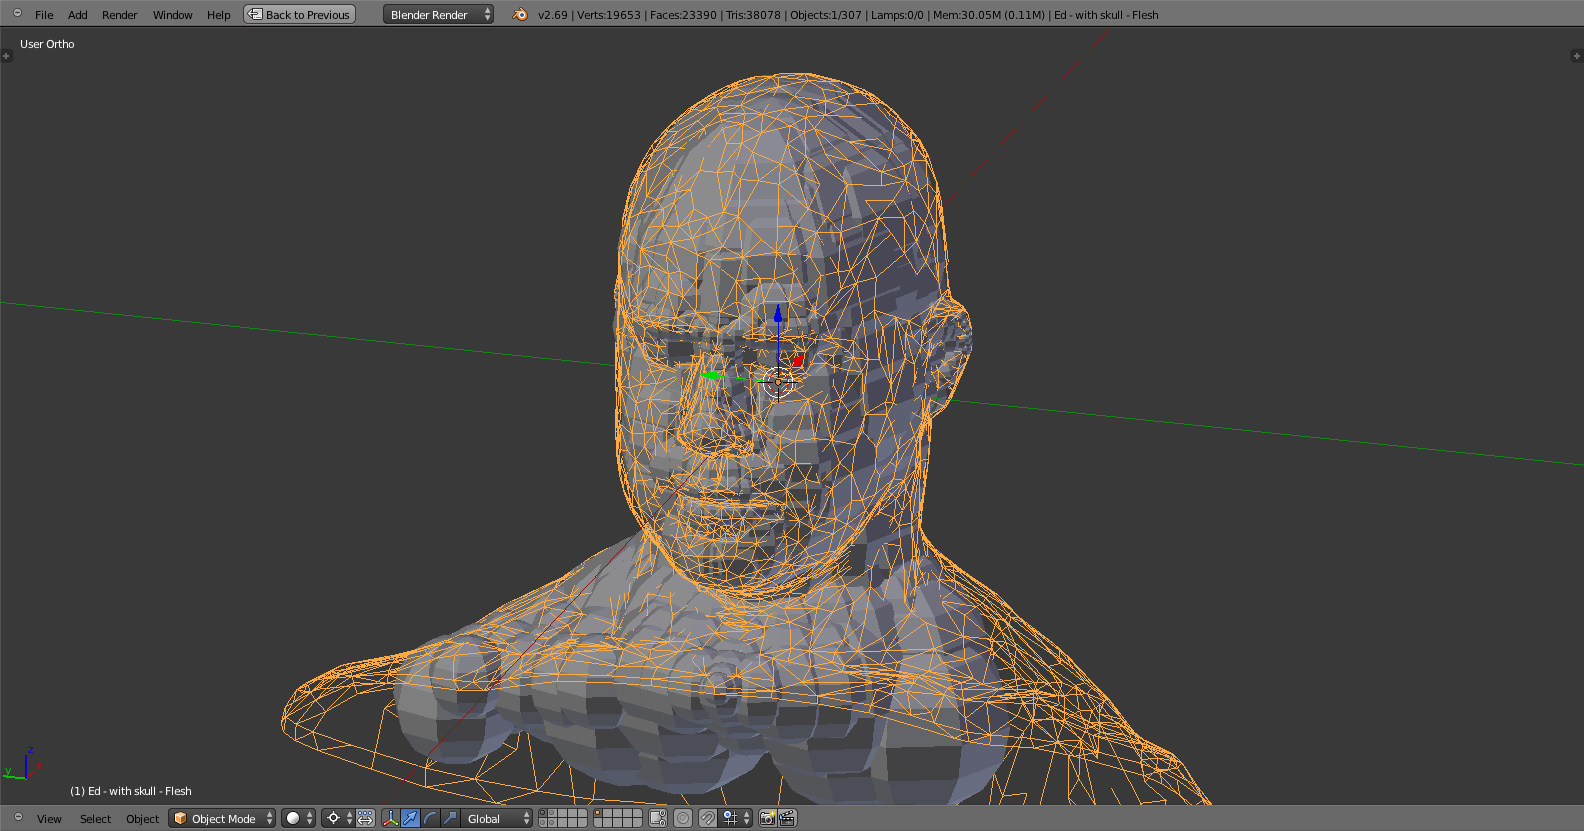 File Add Render Window Help Back to Previous Blender Render v2.69 | Verts:19653 | Faces:23390 | Tris:38078 | Objects:1/307 | Lamps:0/0 | Mem:30.05M (0.11M) | Ed - with skull - Flesh
User Ortho
z
y x
(1) Ed - with skull - Flesh
View Select Object Object Mode Global